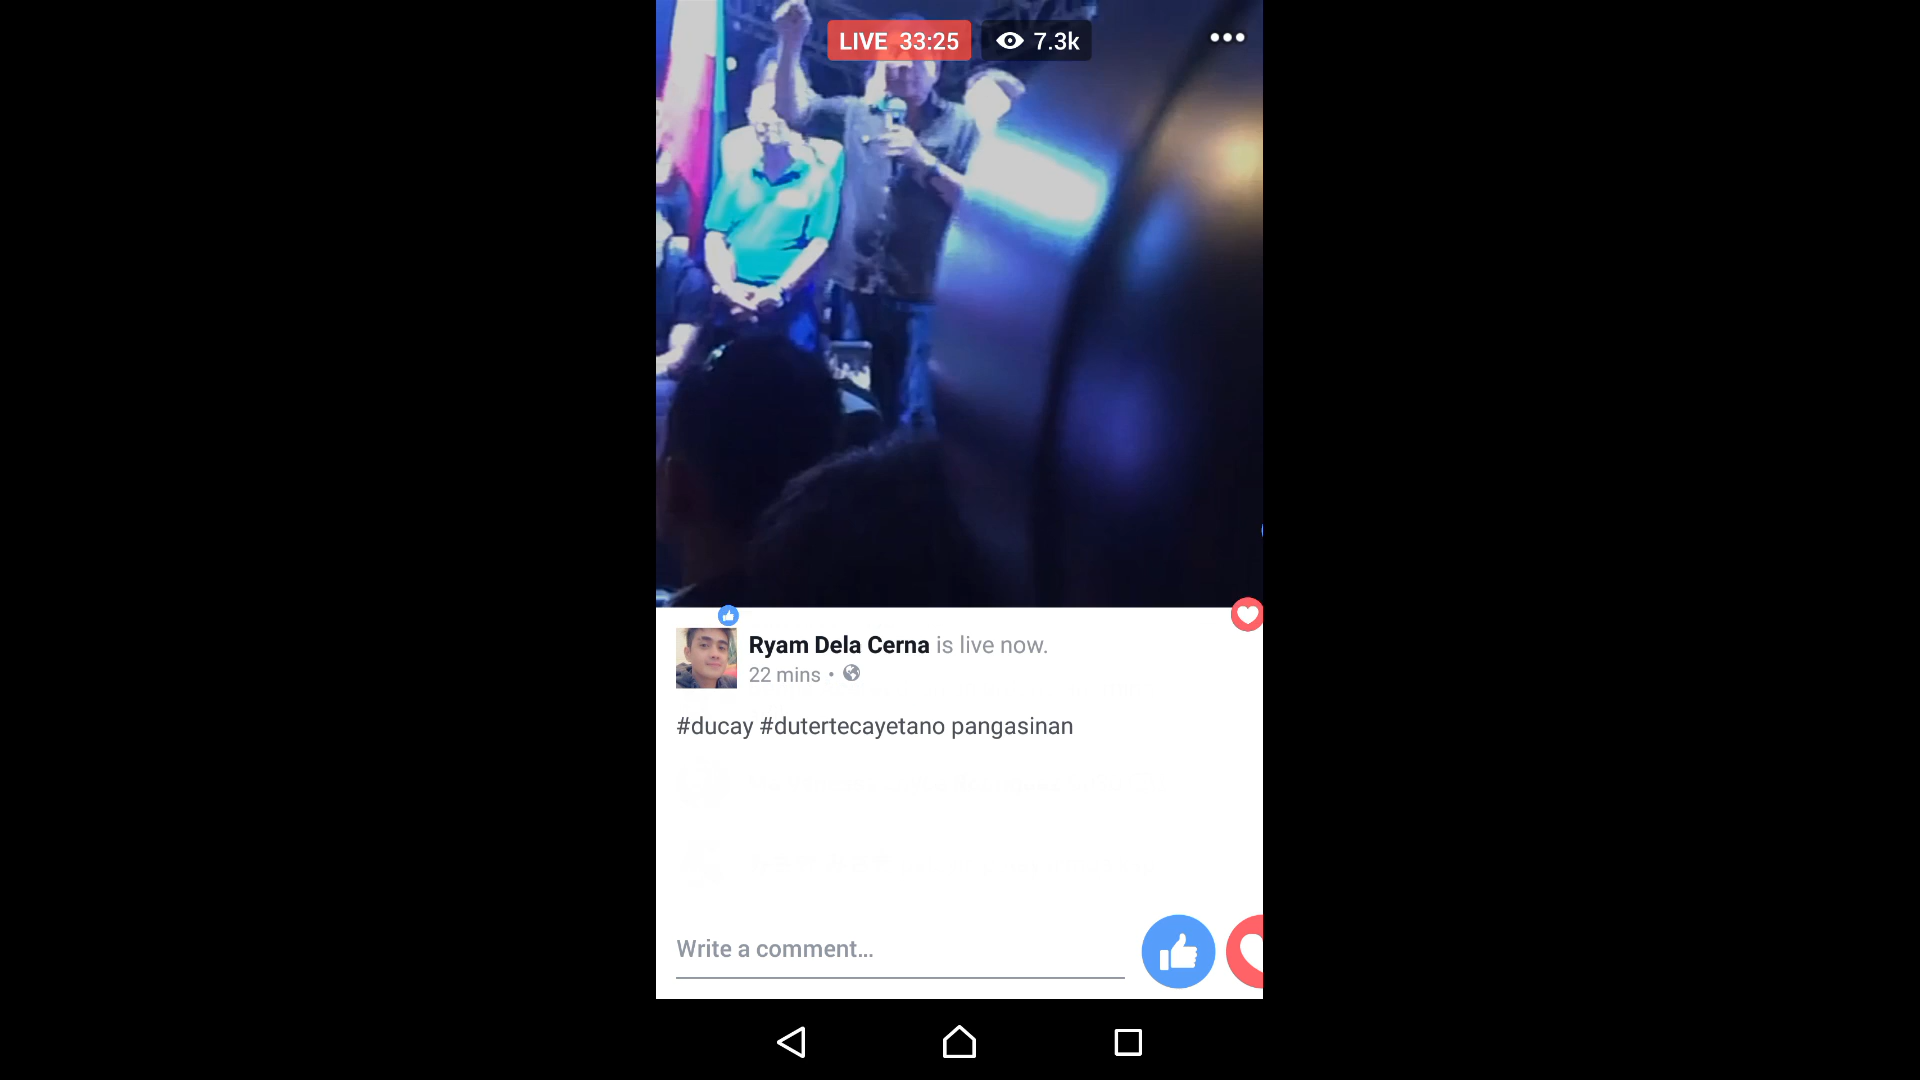 LIVE 33:25 7.3k
Ryam Dela Cerna is live now.
22 mins •
#ducay #dutertecayetano pangasinan
Write a comment...